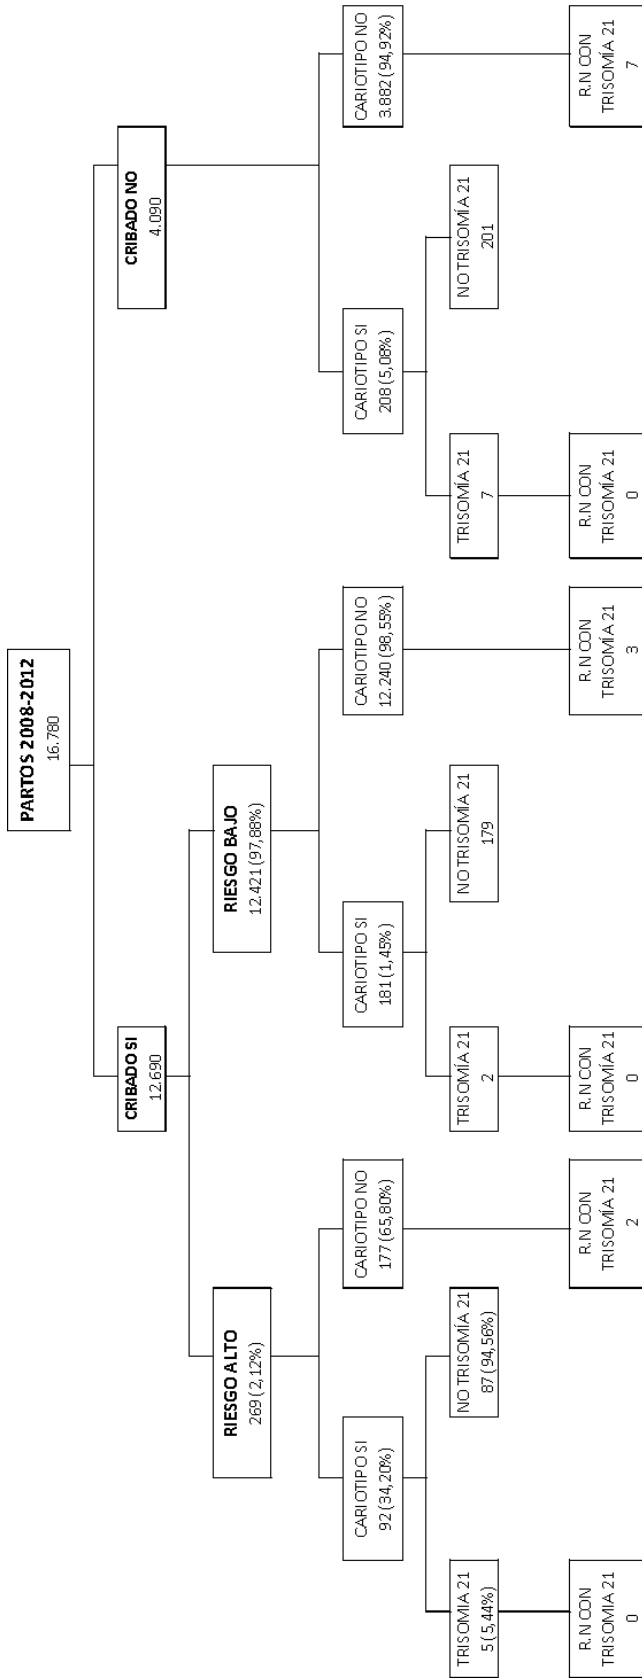 PARTOS 2008-2012
16.780
CRIBADO SI
12.690
CRIBADO NO
4.090
RIESGO ALTO
269 (2,12%)
RIESGO BAJO
12.421 (97,88%)
CARIOTIPO SI
92 (34,20%)
CARIOTIPO NO
177 (65,80%)
CARIOTIPO SI
181 (1,45%)
CARIOTIPO NO
12.240 (98,55%)
CARIOTIPO SI
208 (5,08%)
CARIOTIPO NO
3.882 (94,92%)
TRISOMIA 21
5 (5,44%)
NO TRISOMÍA 21
87 (94,56%)
TRISOMÍA 21
2
NO TRISOMÍA 21
179
TRISOMÍA 21
7
NO TRISOMÍA 21
201
R.N CON
TRISOMÍA 21
0
R.N CON
TRISOMÍA 21
2
R.N CON
TRISOMÍA 21
0
R.N CON
TRISOMÍA 21
3
R.N CON
TRISOMÍA 21
0
R.N CON
TRISOMÍA 21
7